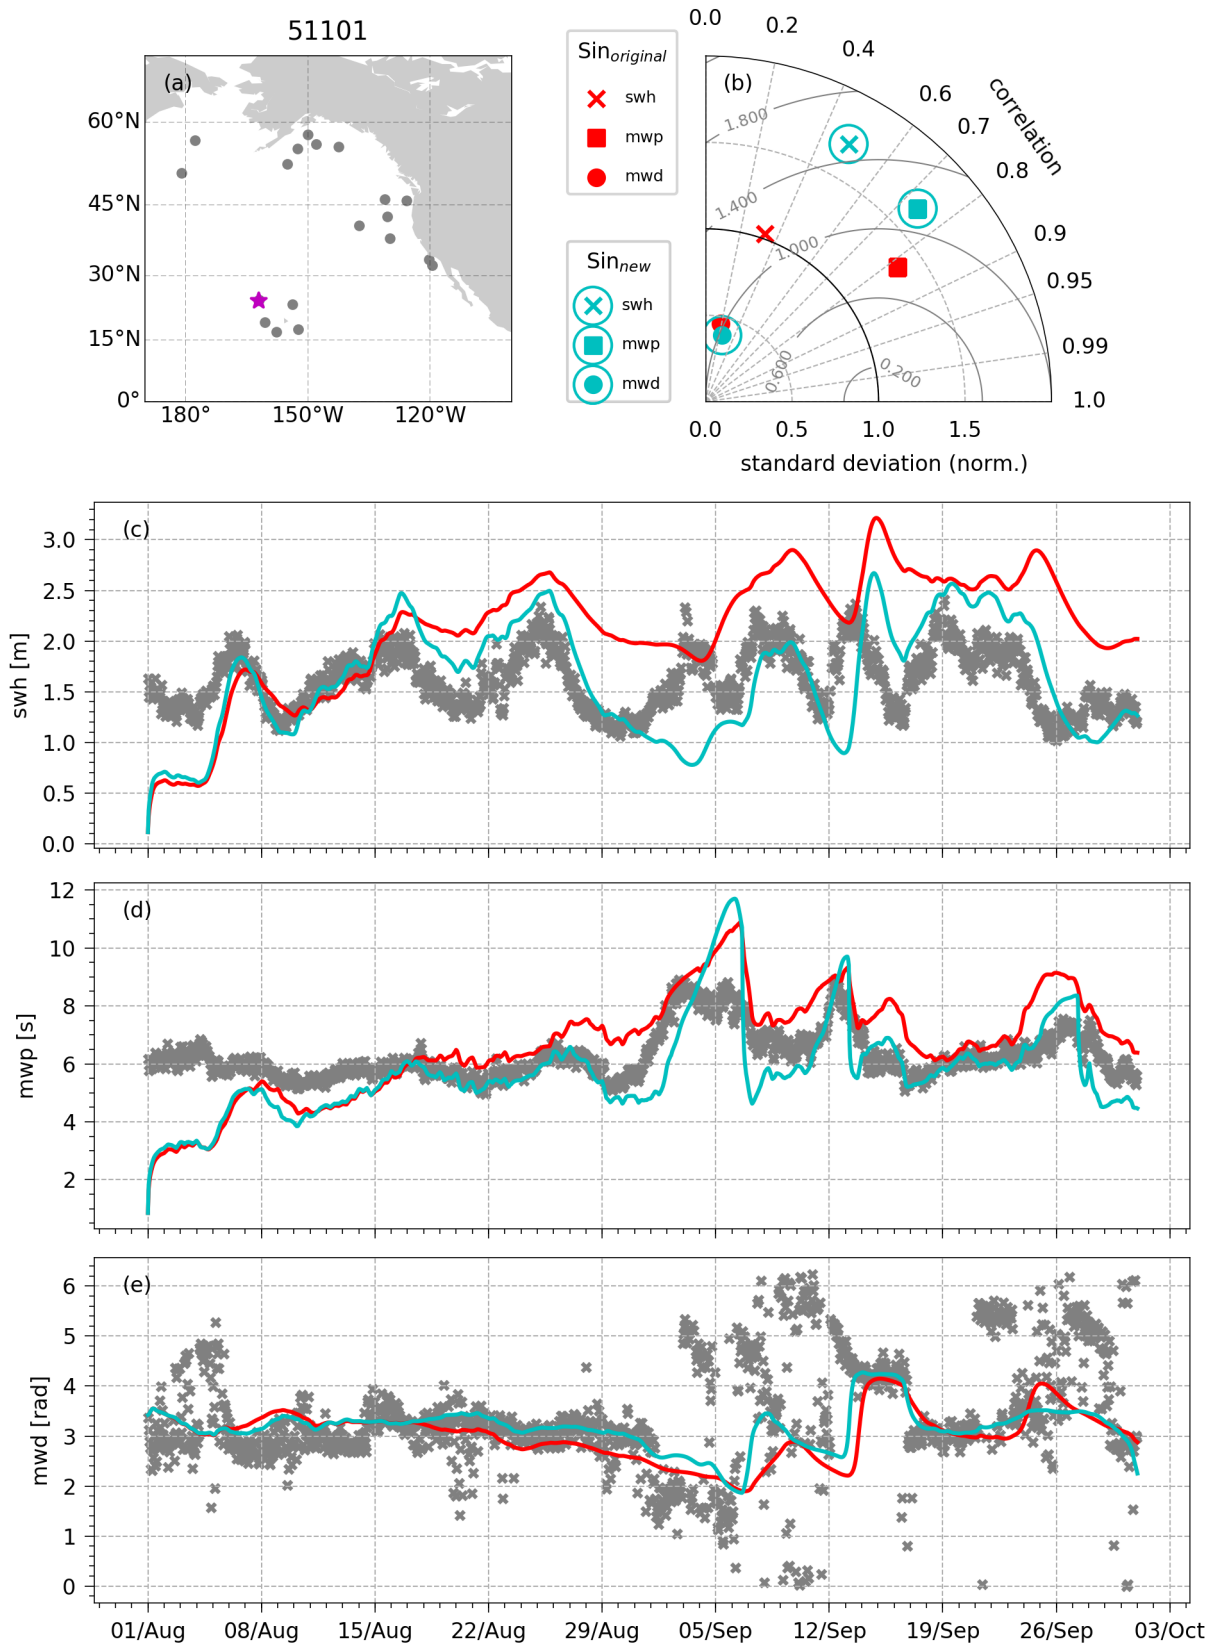 51101
(a)
60°N
45°N
30°N
15°N
0°
180°
150°W
120°W
Sin_original
swh
mwp
mwd
Sin_new
swh
mwp
mwd
(b)
0.0
0.2
0.4
0.6
0.7
0.8
0.9
0.95
0.99
1.0
correlation
1.800
1.400
1.000
0.600
0.200
0.0
0.5
1.0
1.5
standard deviation (norm.)
(c)
swh [m]
3.0
2.5
2.0
1.5
1.0
0.5
0.0
(d)
mwp [s]
12
10
8
6
4
2
(e)
mwd [rad]
6
5
4
3
2
1
0
01/Aug
08/Aug
15/Aug
22/Aug
29/Aug
05/Sep
12/Sep
19/Sep
26/Sep
03/Oct